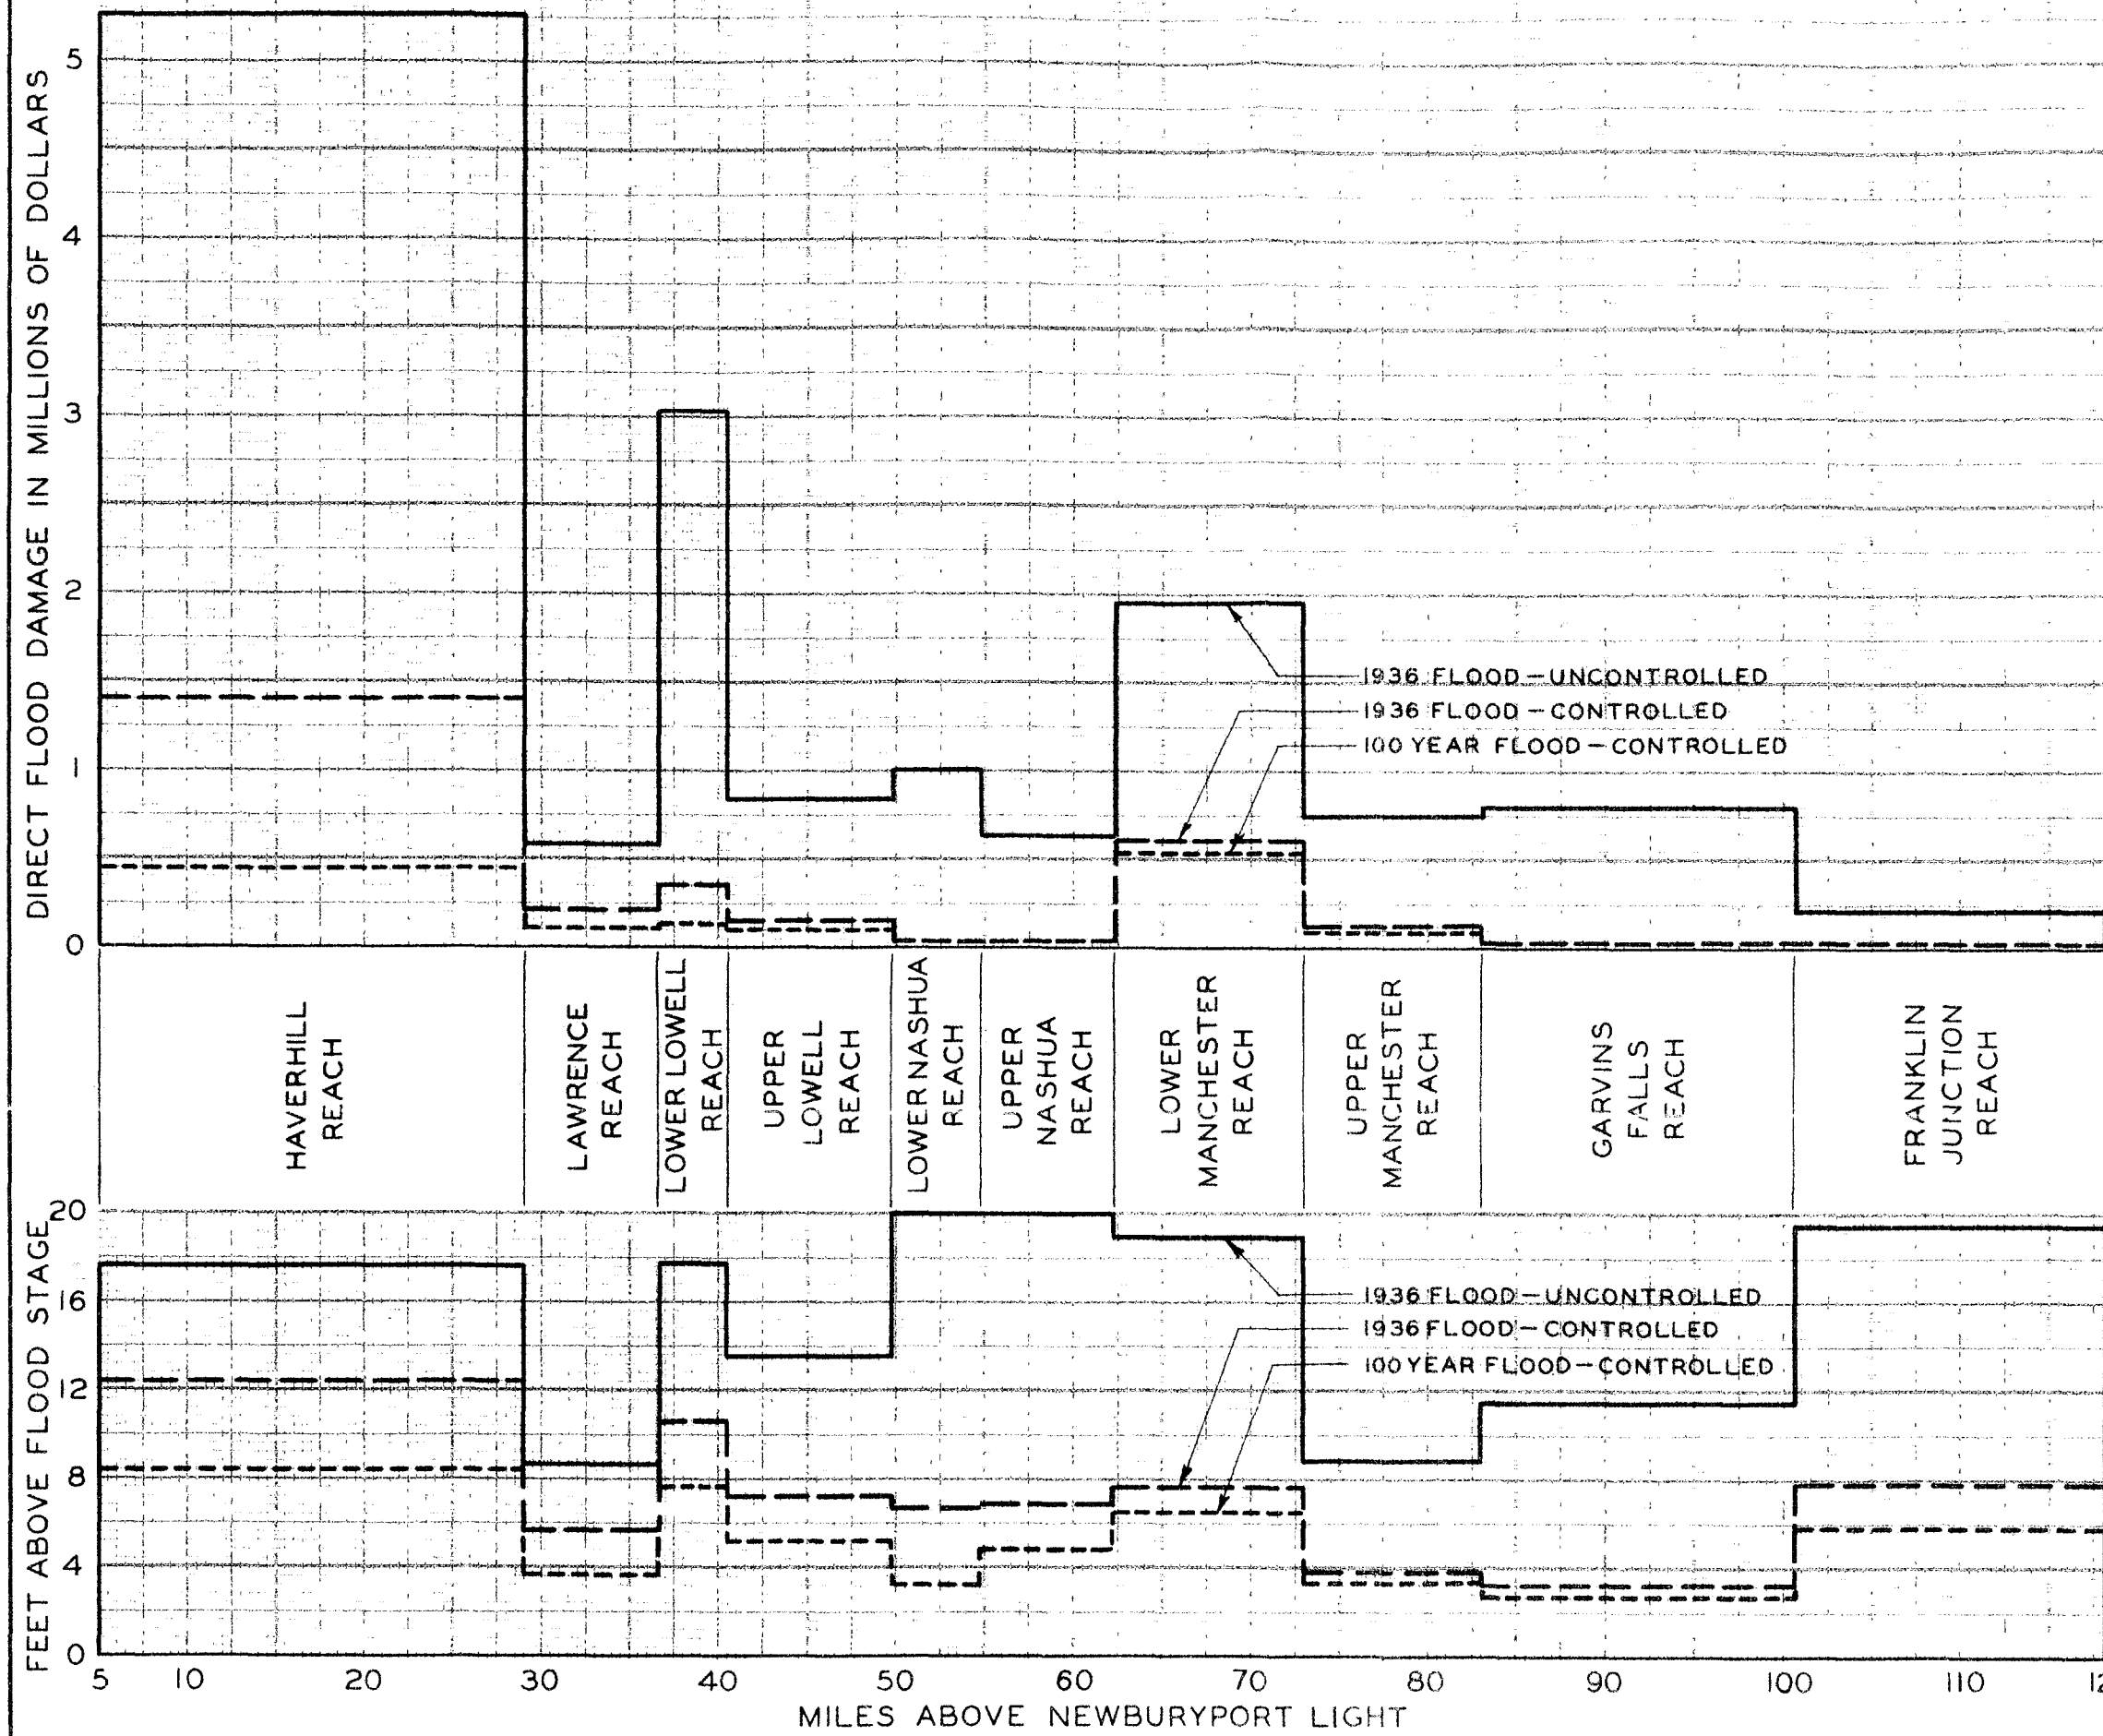 DIRECT FLOOD DAMAGE IN MILLIONS OF DOLLARS
5
4
3
2
1
0
1936 FLOOD-UNCONTROLLED
1936 FLOOD-CONTROLLED
100 YEAR FLOOD-CONTROLLED
HAVERHILL
REACH
LAWRENCE
REACH
LOWER LOWELL
REACH
UPPER
LOWELL
REACH
LOWER NASHUA
REACH
UPPER
NASHUA
REACH
LOWER
MANCHESTER
REACH
UPPER
MANCHESTER
REACH
GARVINS
FALLS
REACH
FRANKLIN
JUNCTION
REACH
FEET ABOVE FLOOD STAGE
20
16
12
8
4
0
1936 FLOOD-UNCONTROLLED
1936 FLOOD-CONTROLLED
100 YEAR FLOOD-CONTROLLED
5 10 20 30 40 50 60 70 80 90 100 110
MILES ABOVE NEWBURYPORT LIGHT